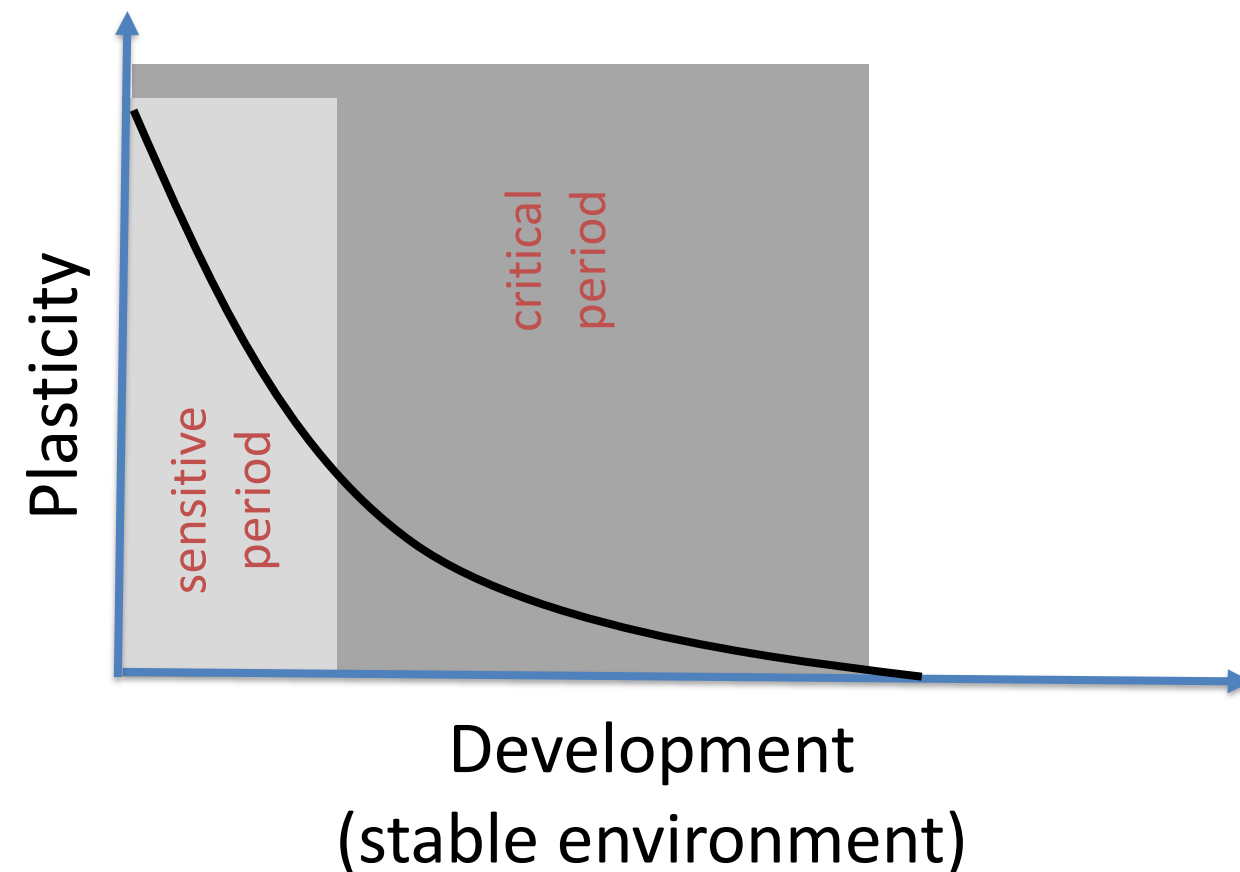 Plasticity
sensitive
period
critical
period
Development
(stable environment)